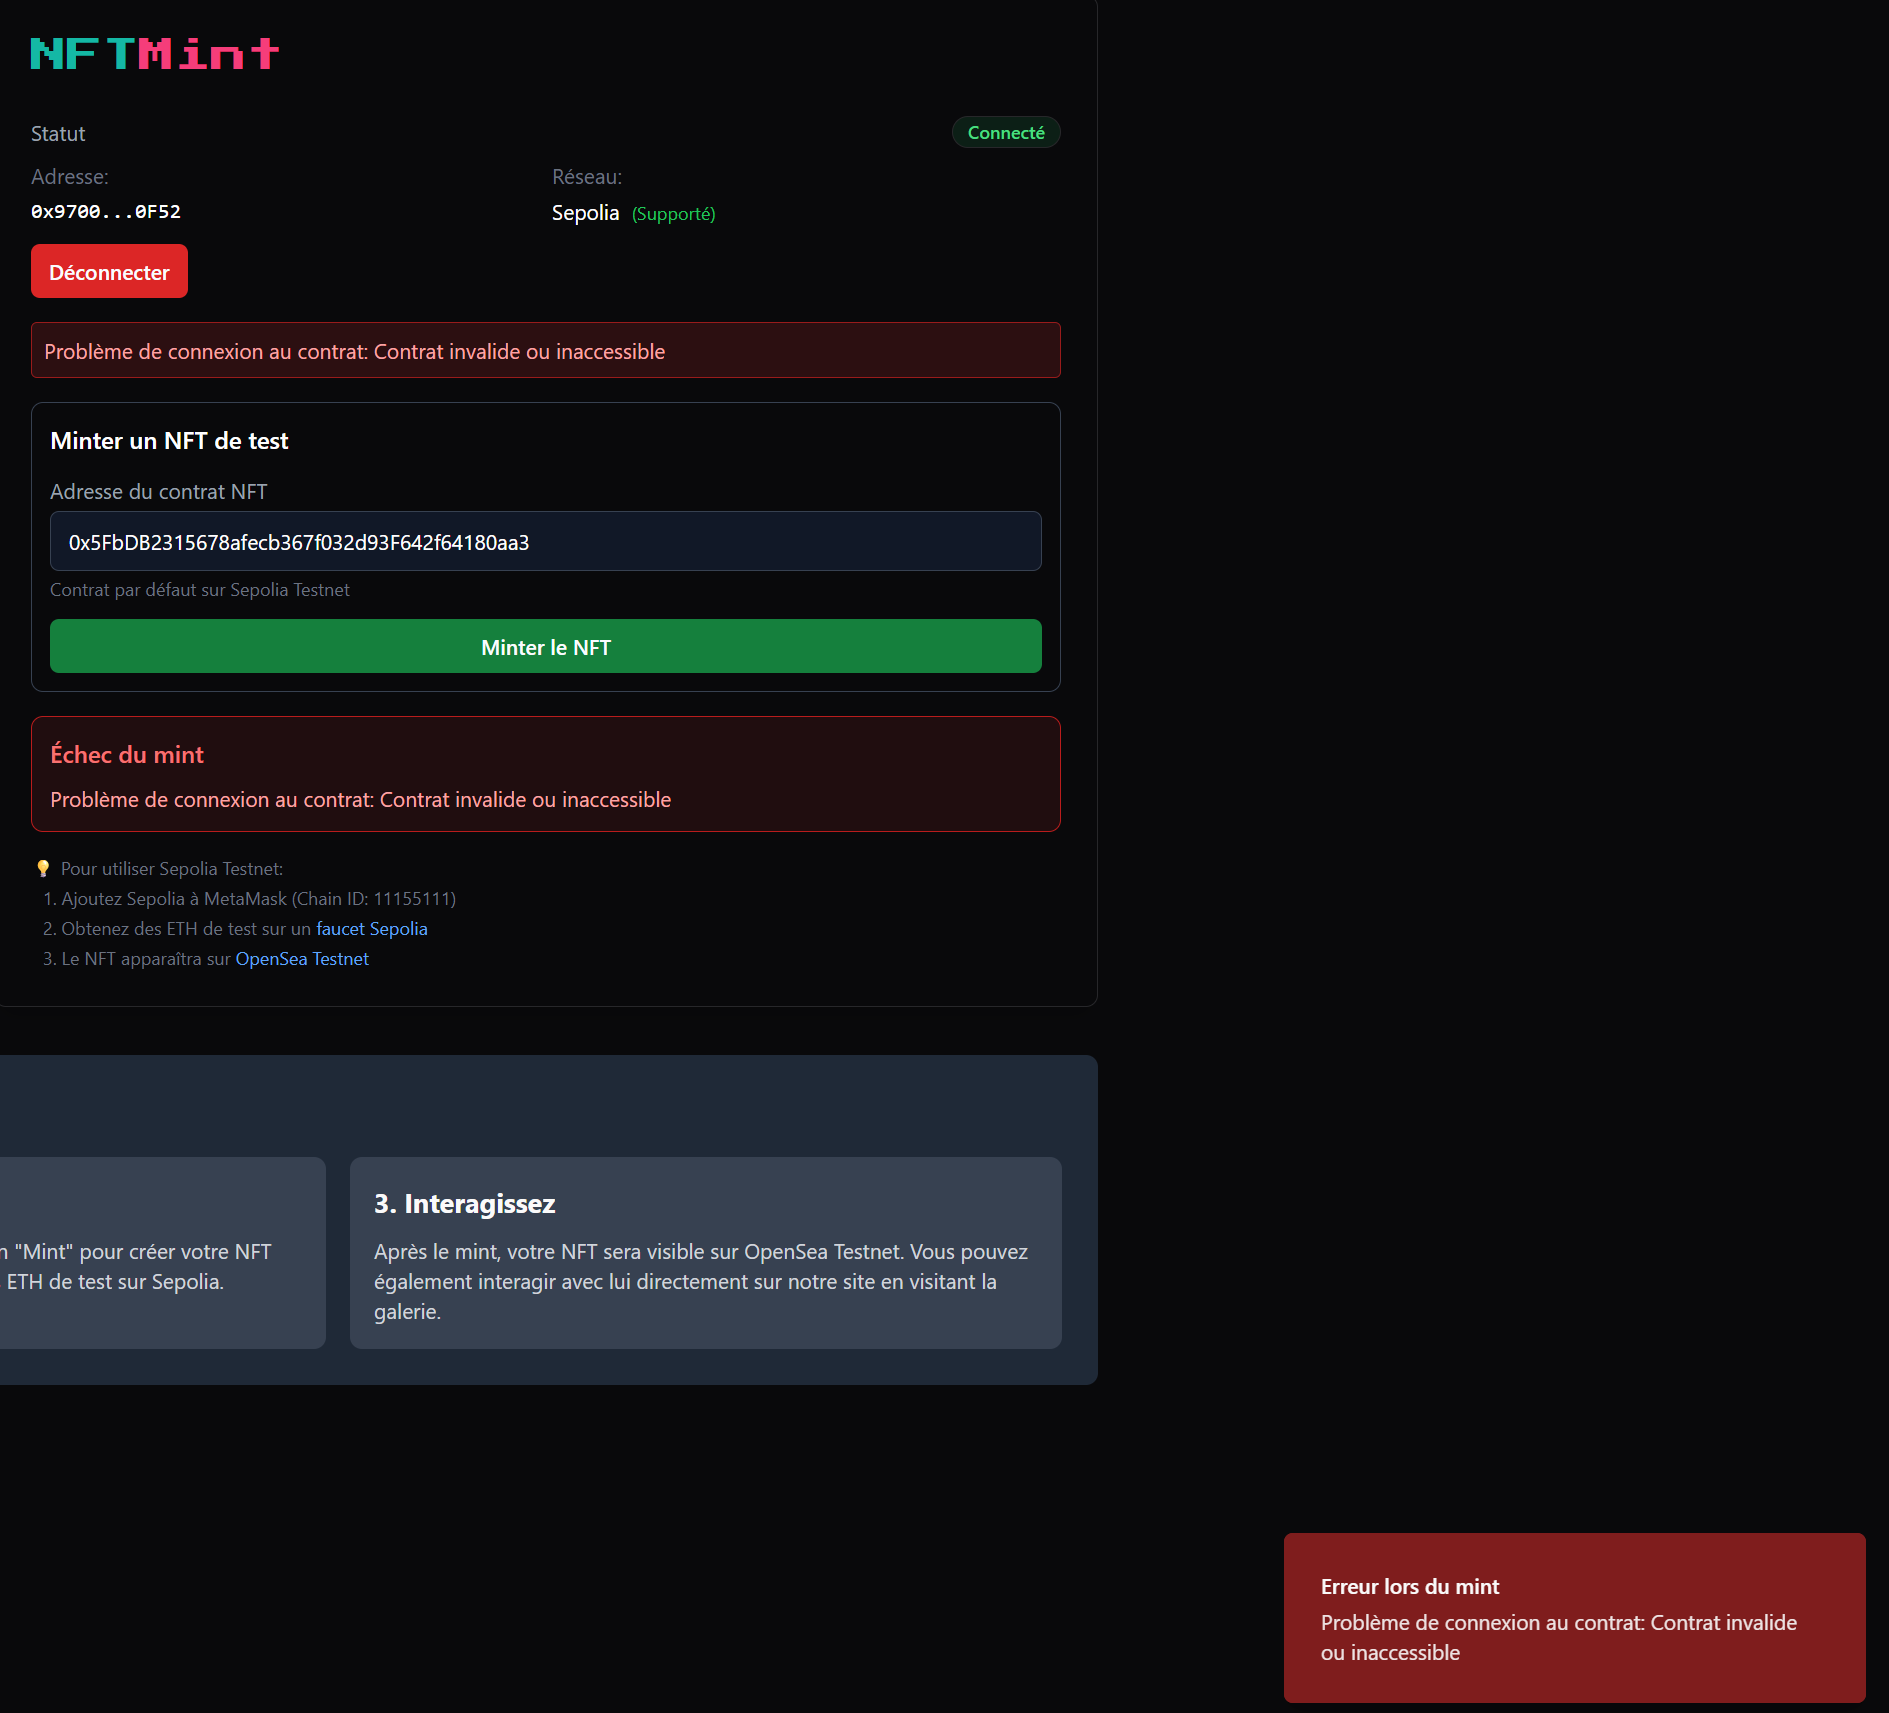 NFTMint
Statut
Connecté
Adresse:
Réseau:
0x9700...0F52
Sepolia (Supporté)
Déconnecter
Problème de connexion au contrat: Contrat invalide ou inaccessible
Minter un NFT de test
Adresse du contrat NFT
0x5FbDB2315678afecb367f032d93F642f64180aa3
Contrat par défaut sur Sepolia Testnet
Minter le NFT
Échec du mint
Problème de connexion au contrat: Contrat invalide ou inaccessible
💡 Pour utiliser Sepolia Testnet:
1. Ajoutez Sepolia à MetaMask (Chain ID: 11155111)
2. Obtenez des ETH de test sur un faucet Sepolia
3. Le NFT apparaîtra sur OpenSea Testnet
"Mint" pour créer votre NFT
ETH de test sur Sepolia.
3. Interagissez
Après le mint, votre NFT sera visible sur OpenSea Testnet. Vous pouvez
également interagir avec lui directement sur notre site en visitant la
galerie.
Erreur lors du mint
Problème de connexion au contrat: Contrat invalide
ou inaccessible